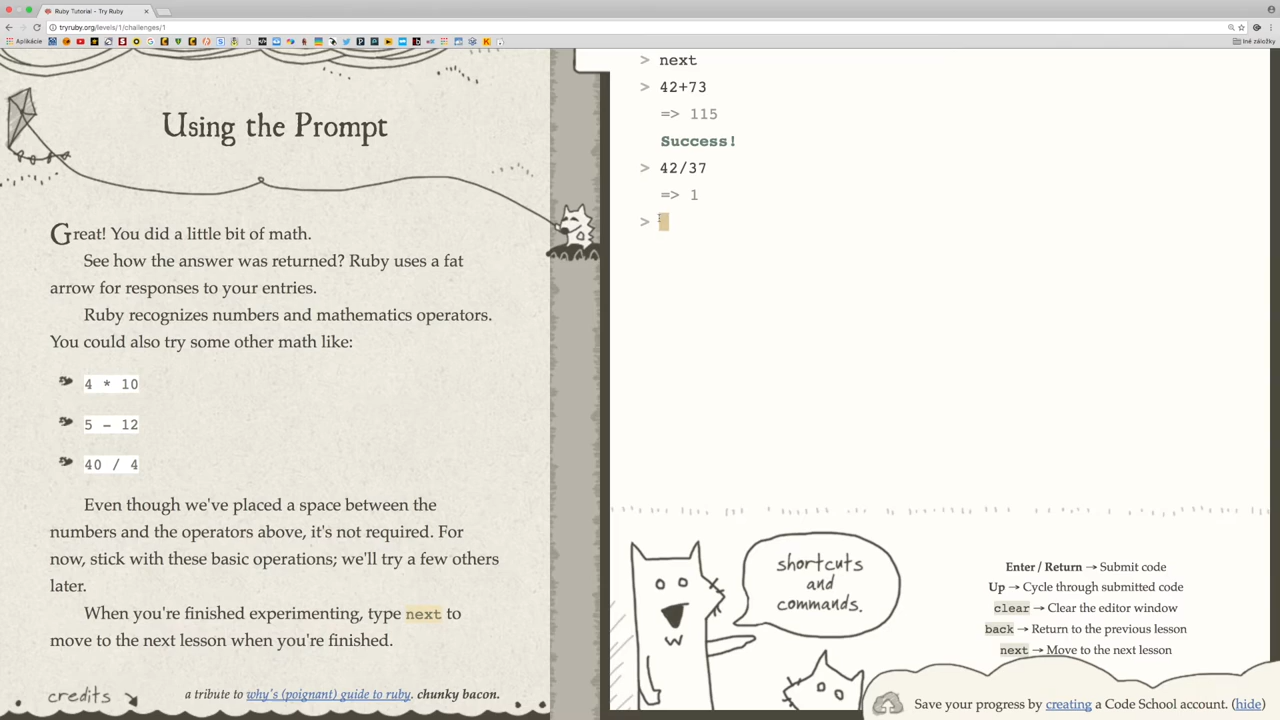 Ruby Tutorial - Try Ruby
tryruby.org/levels/1/challenges/1
Aplikácie
Iné záložky
Using the Prompt
Great! You did a little bit of math.
See how the answer was returned? Ruby uses a fat
arrow for responses to your entries.
Ruby recognizes numbers and mathematics operators.
You could also try some other math like:
4 * 10
5 - 12
40 / 4
Even though we've placed a space between the
numbers and the operators above, it's not required. For
now, stick with these basic operations; we'll try a few others
later.
When you're finished experimenting, type next to
move to the next lesson when you're finished.
credits
a tribute to why's (poignant) guide to ruby. chunky bacon.
> next
> 42+73
=> 115
Success!
> 42/37
=> 1
>
shortcuts
and
commands.
Enter / Return → Submit code
Up → Cycle through submitted code
clear → Clear the editor window
back → Return to the previous lesson
next → Move to the next lesson
Save your progress by creating a Code School account. (hide)